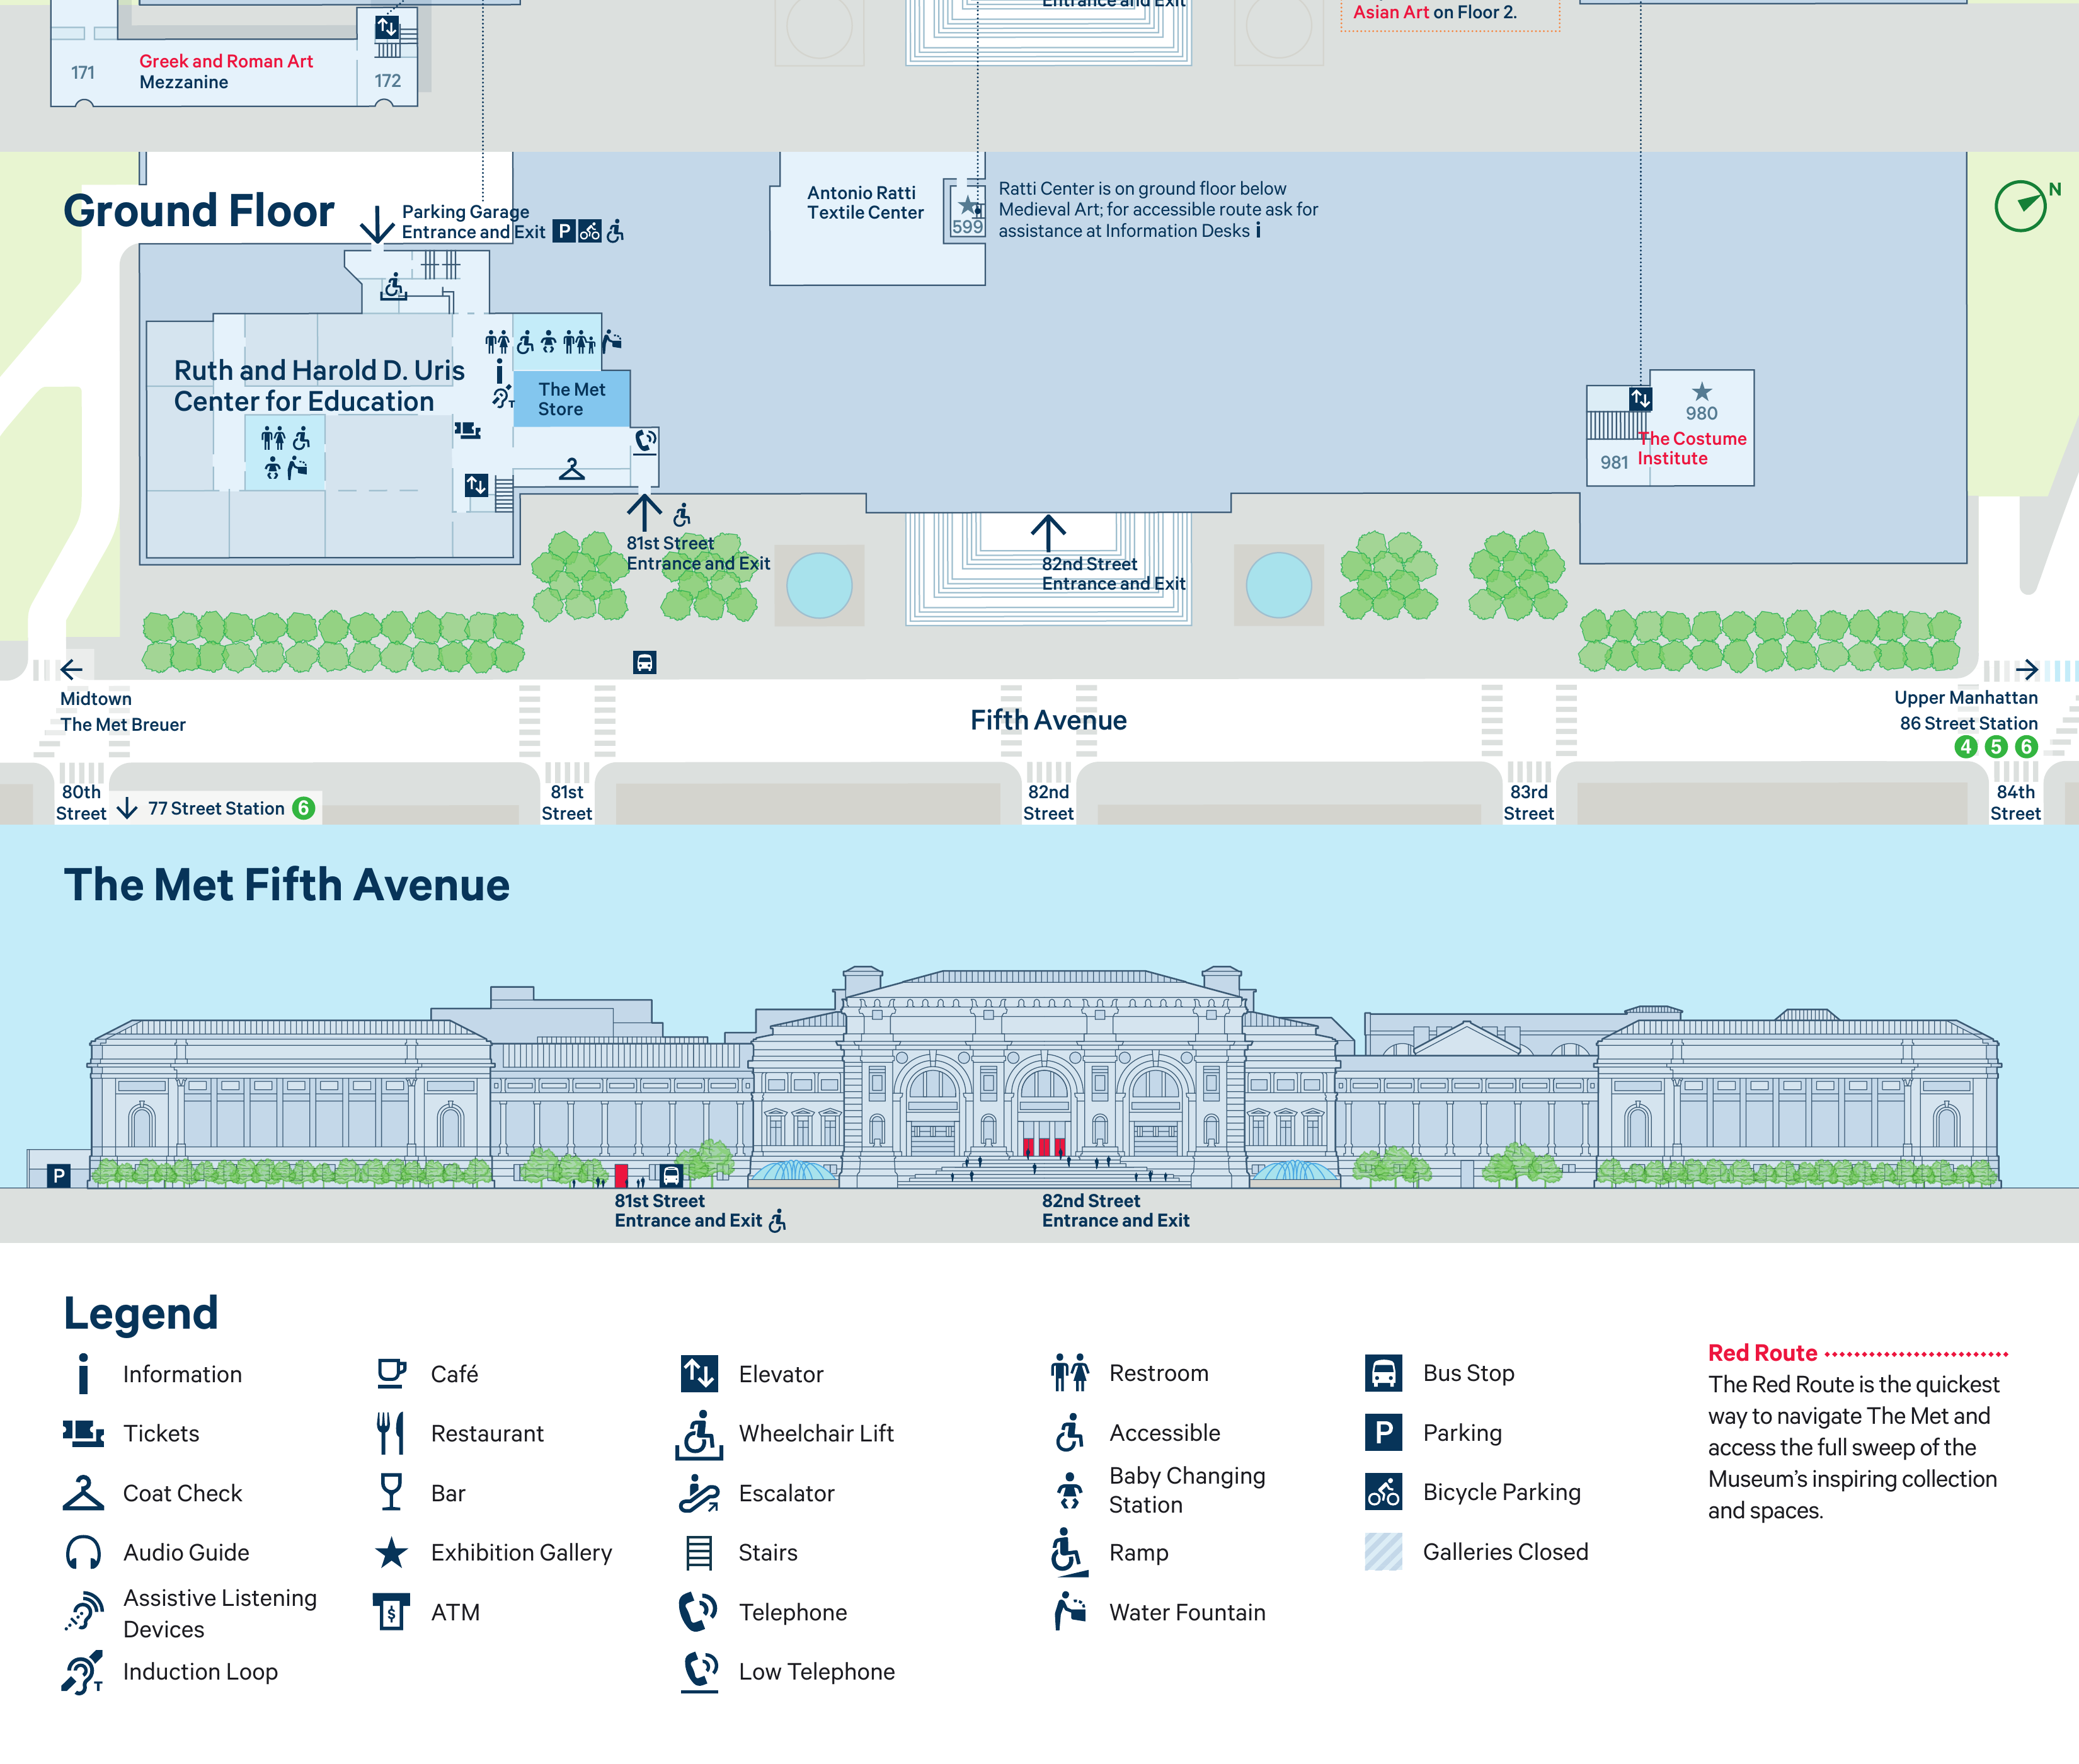 Entrance and Exit
Asian Art on Floor 2.
171
Greek and Roman Art
Mezzanine
172
Ground Floor
Parking Garage
Entrance and Exit P
Antonio Ratti
Textile Center
599
Ratti Center is on ground floor below
Medieval Art; for accessible route ask for
assistance at Information Desks i
N
Ruth and Harold D. Uris
Center for Education
i
T
The Met
Store
980
The Costume
Institute
981
81st Street
Entrance and Exit
82nd Street
Entrance and Exit
Midtown
The Met Breuer
Fifth Avenue
Upper Manhattan
86 Street Station
4 5 6
80th
Street
77 Street Station 6
81st
Street
82nd
Street
83rd
Street
84th
Street
The Met Fifth Avenue
P
81st Street
Entrance and Exit
82nd Street
Entrance and Exit
Legend
i Information
Tickets
Coat Check
Audio Guide
Assistive Listening
Devices
T Induction Loop
Café
Restaurant
Bar
Exhibition Gallery
$ ATM
Elevator
Wheelchair Lift
Escalator
Stairs
Telephone
Low Telephone
Restroom
Accessible
Baby Changing
Station
Ramp
Water Fountain
Bus Stop
P Parking
Bicycle Parking
Galleries Closed
Red Route
The Red Route is the quickest
way to navigate The Met and
access the full sweep of the
Museum's inspiring collection
and spaces.